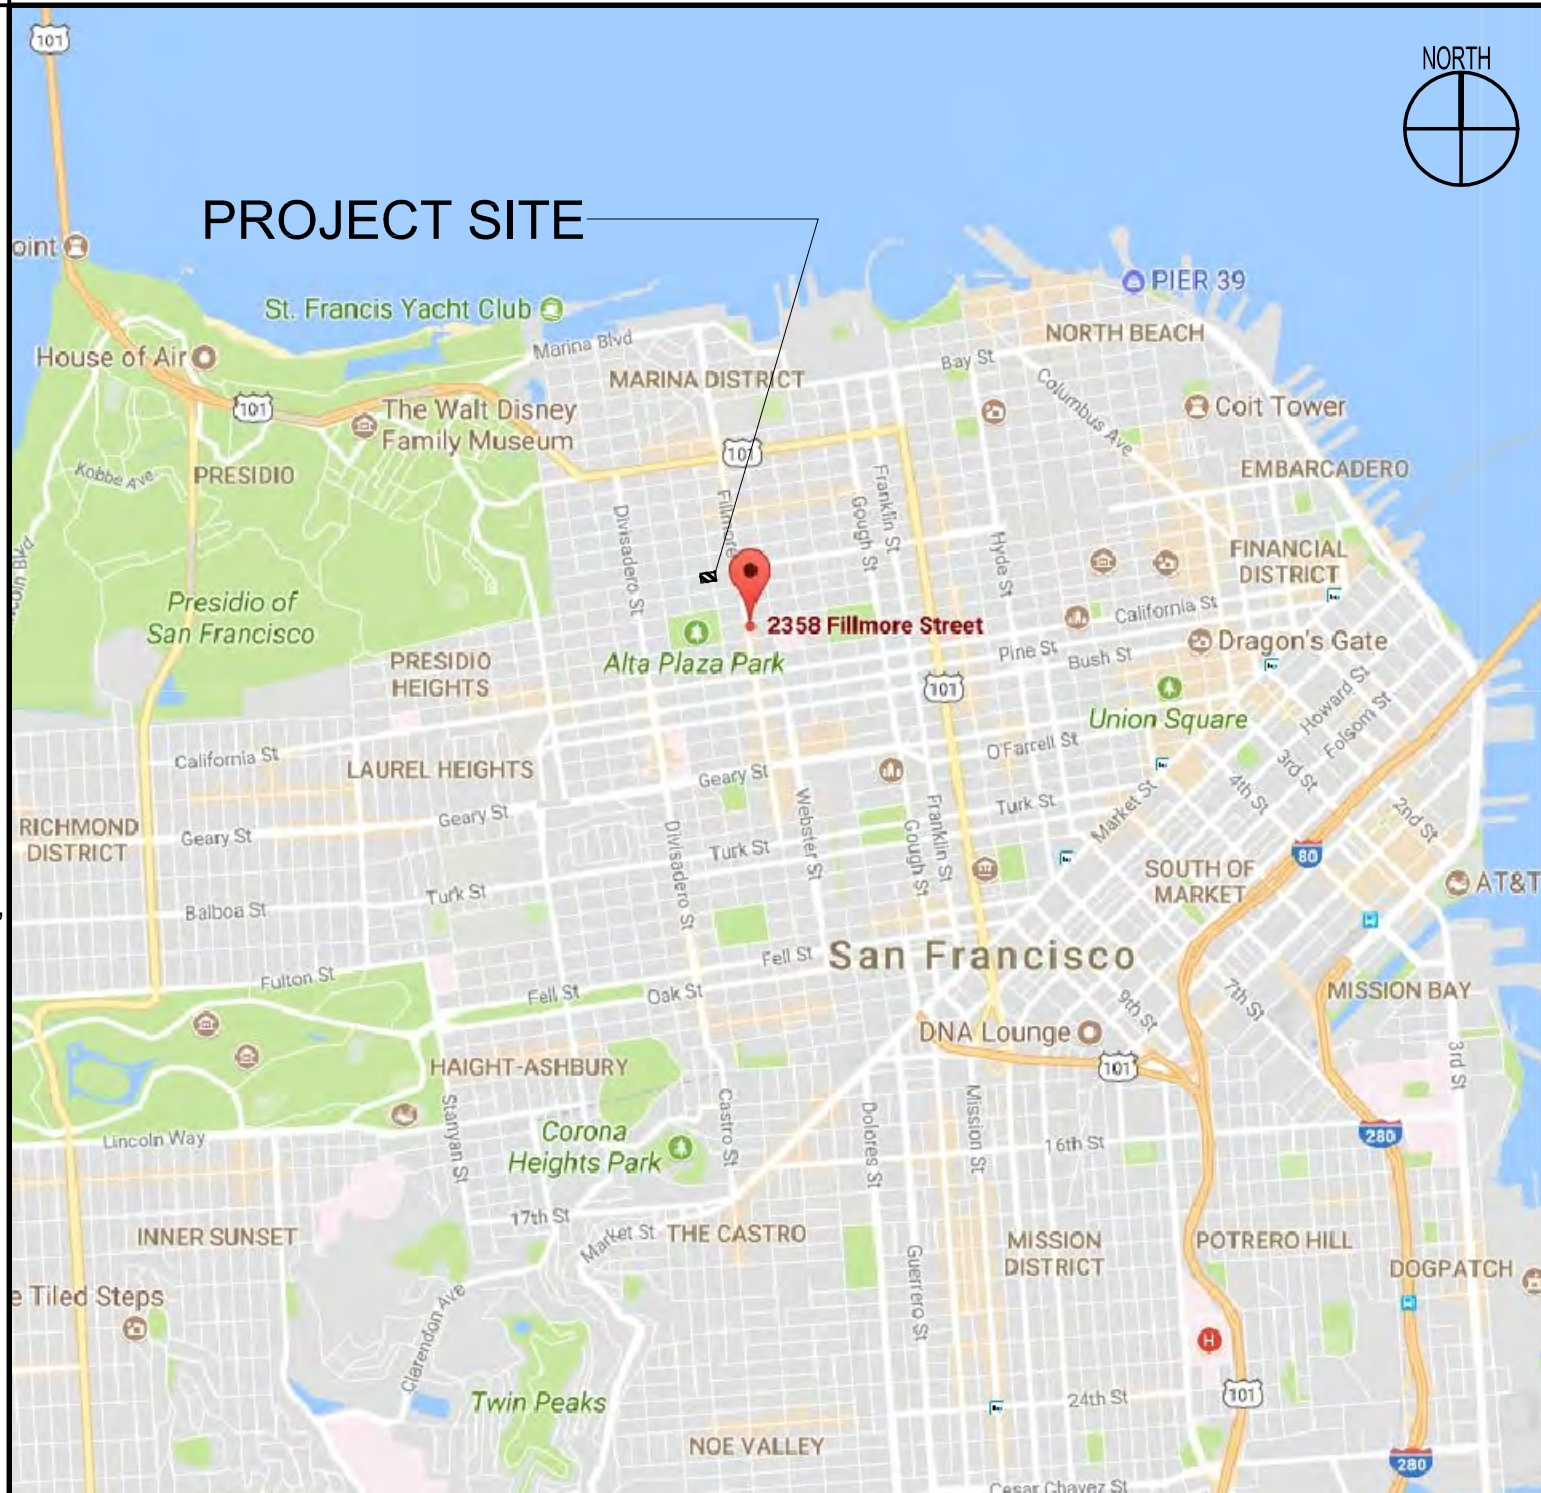 101
NORTH
PROJECT SITE
oint
PIER 39
St. Francis Yacht Club
NORTH BEACH
Marina Blvd
House of Air
Bay St
MARINA DISTRICT
Columbus Ave
101
The Walt Disney
Family Museum
Coit Tower
101
EMBARCADERO
Kobbe Ave
PRESIDIO
Fillmore
Franklin St
Gough St
Divisadero St
Hyde St
FINANCIAL
DISTRICT
coln Blvd
Presidio of
San Francisco
California St
2358 Fillmore Street
Dragon's Gate
Pine St
Bush St
PRESIDIO
HEIGHTS
Alta Plaza Park
101
Howard St
Folsom St
Union Square
California St
O'Farrell St
LAUREL HEIGHTS
Geary St
3rd St
4th St
Turk St
Market St
2nd St
Geary St
Geary St
Webster St
Franklin St
Gough St
RICHMOND
DISTRICT
Divisadero St
Turk St
80
SOUTH OF
MARKET
AT&T
Turk St
Balboa St
San Francisco
Fell St
Fulton St
Fell St
Oak St
9th St
7th St
MISSION BAY
DNA Lounge
HAIGHT-ASHBURY
101
3rd St
Stanyan St
Castro St
Dolores St
Mission St
Lincoln Way
Corona
Heights Park
16th St
280
17th St
Market St
THE CASTRO
INNER SUNSET
MISSION
DISTRICT
POTRERO HILL
Guerrero St
DOGPATCH
e Tiled Steps
Clarendon Ave
H
Twin Peaks
24th St
101
NOE VALLEY
280
Cesar Chavez St